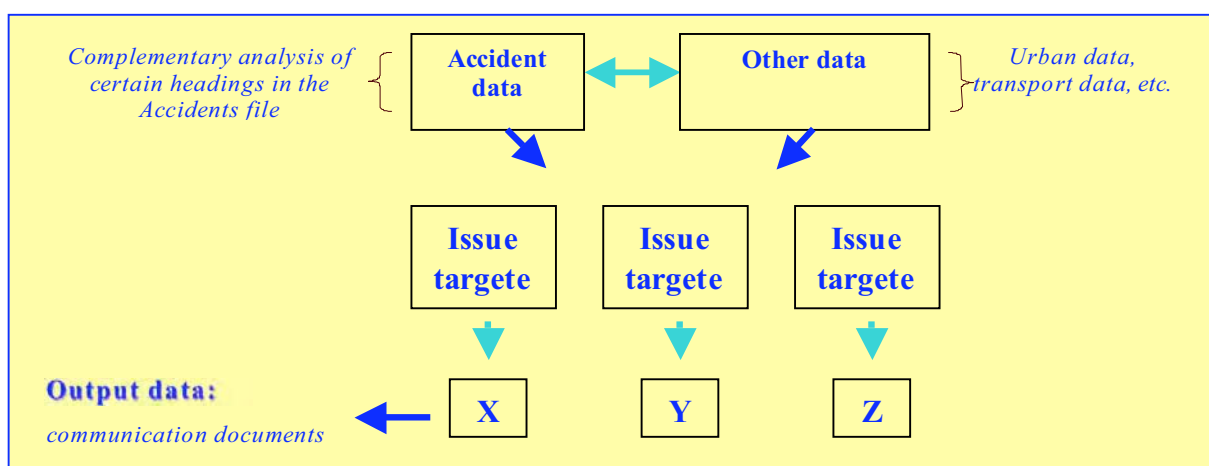 Complementary analysis of
certain headings in the
Accidents file
Accident
data
Other data
Urban data,
transport data, etc.
Issue
targete
Issue
targete
Issue
targete
X
Y
Z
Output data:
communication documents